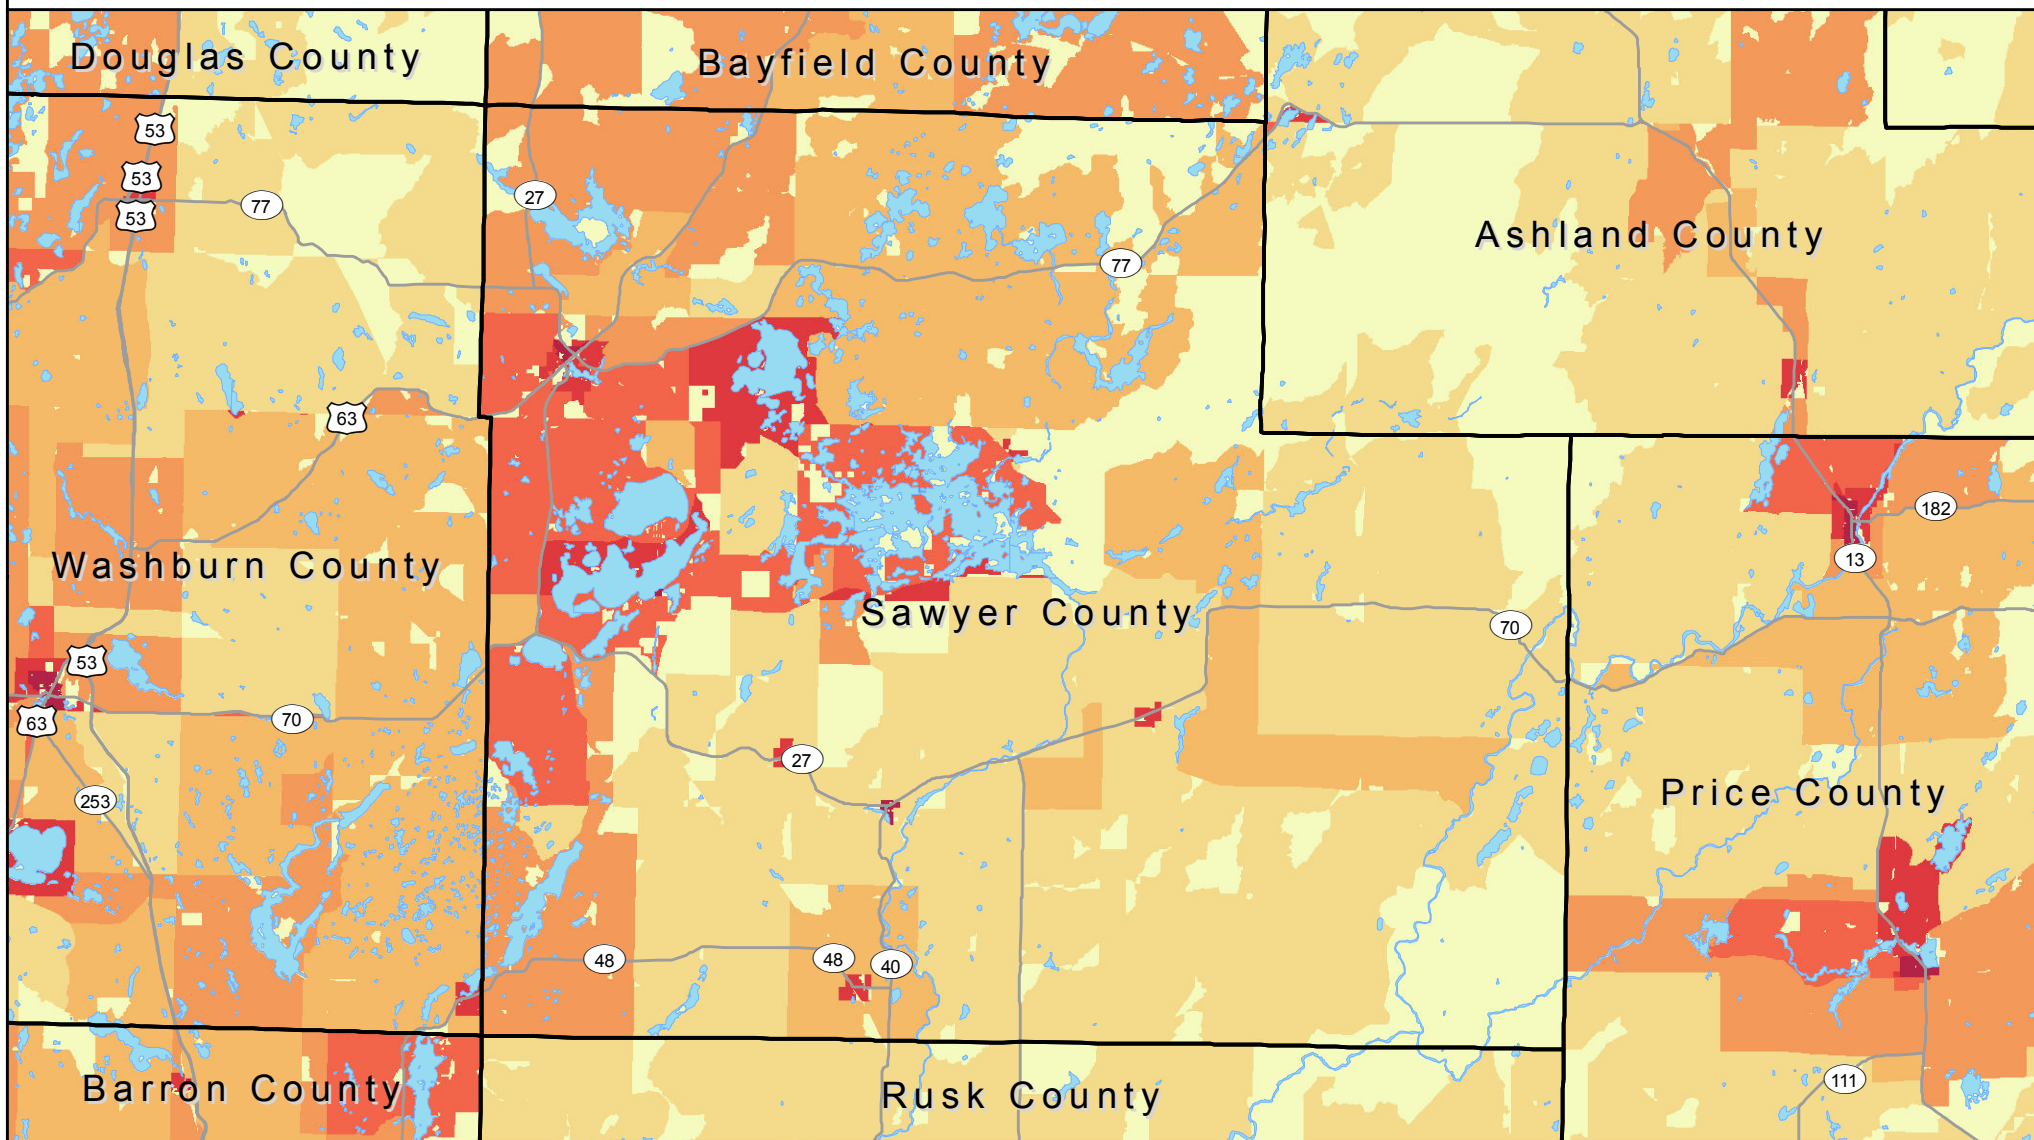 Douglas County
Bayfield County
53
53
53
77
27
77
Ashland County
63
182
13
Washburn County
Sawyer County
70
53
63
70
27
253
Price County
48
48
40
111
Barron County
Rusk County